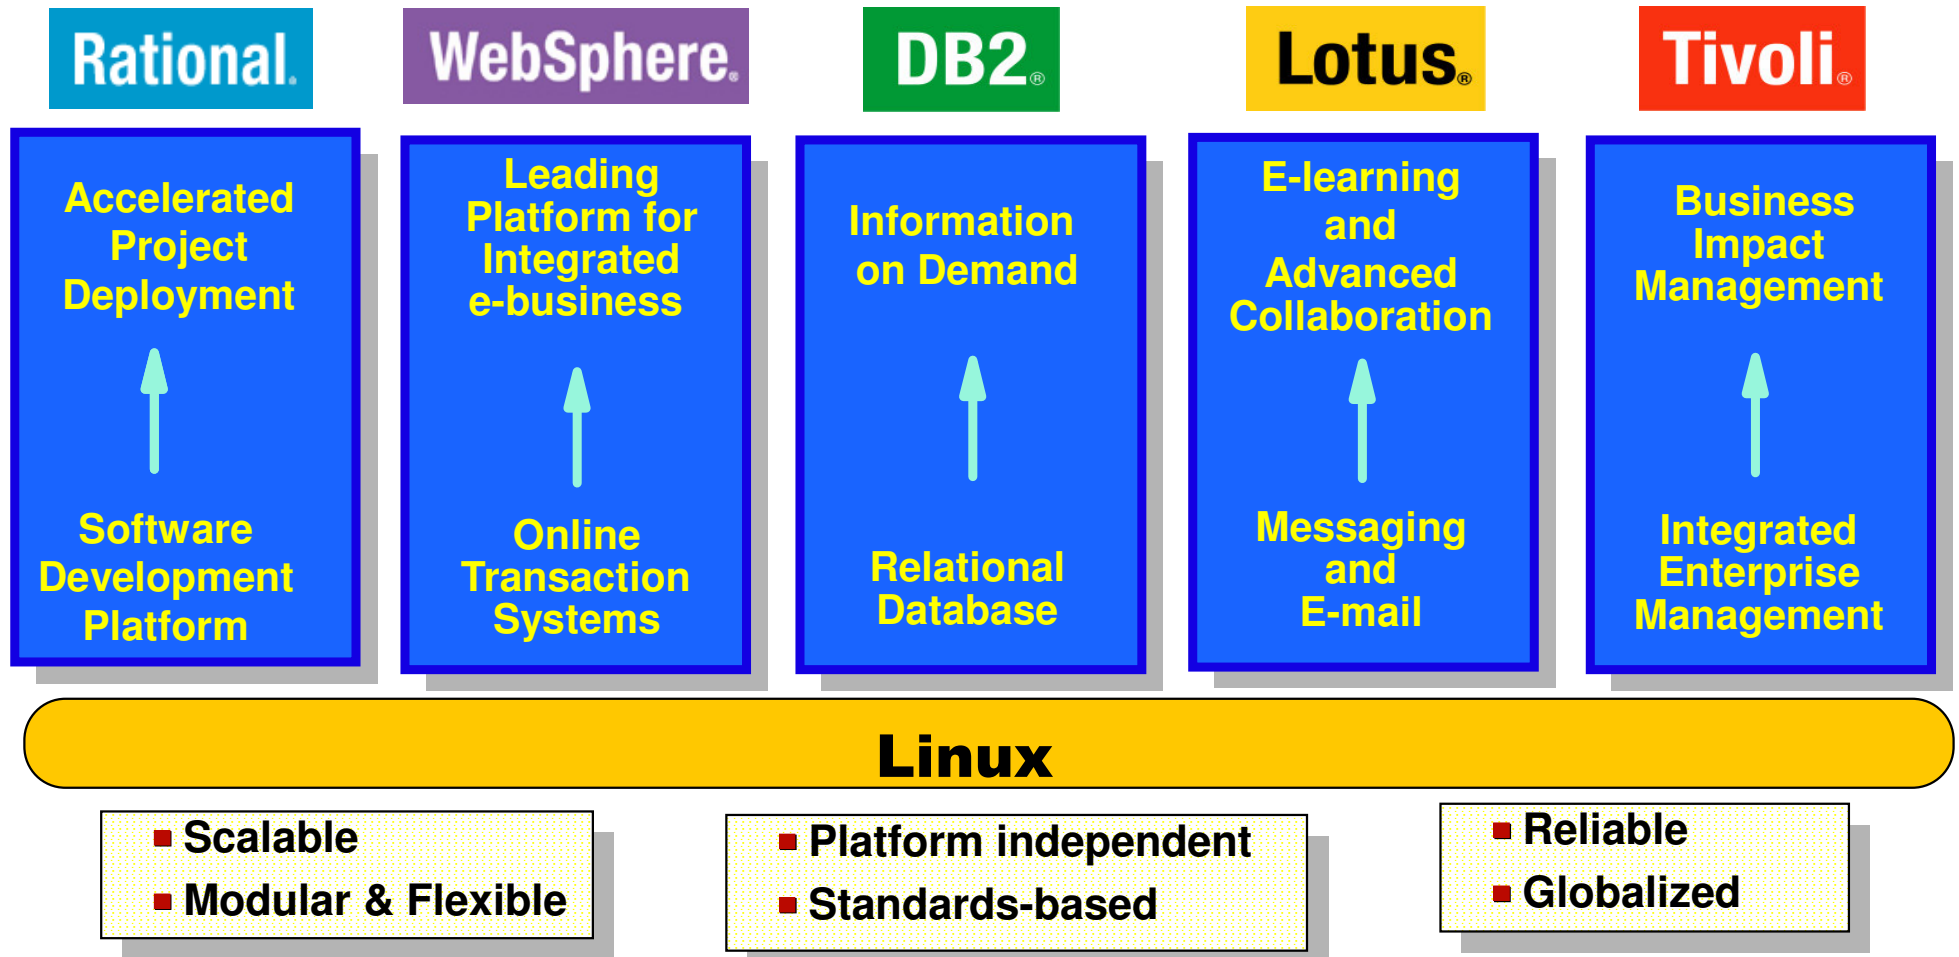 Rational.
WebSphere®
DB2®
Lotus®
Tivoli®
Accelerated
Project
Deployment
Software
Development
Platform
Leading
Platform for
Integrated
e-business
Online
Transaction
Systems
Information
on Demand
Relational
Database
E-learning
and
Advanced
Collaboration
Messaging
and
E-mail
Business
Impact
Management
Integrated
Enterprise
Management
Linux
Scalable
Modular & Flexible
Platform independent
Standards-based
Reliable
Globalized